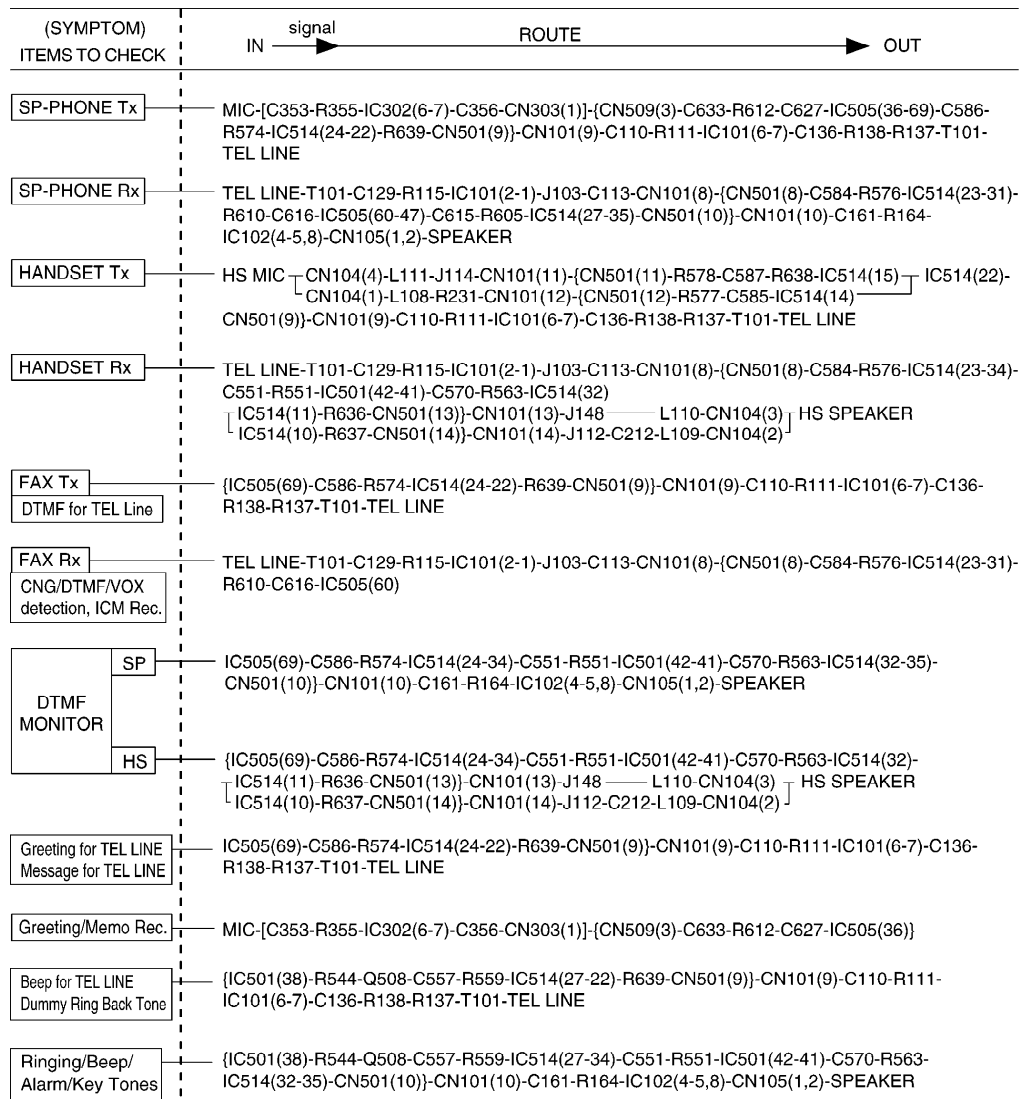 (SYMPTOM)
ITEMS TO CHECK
signal
IN ROUTE OUT
SP-PHONE Tx
MIC-[C353-R355-IC302(6-7)-C356-CN303(1)]-{CN509(3)-C633-R612-C627-IC505(36-69)-C586-
R574-IC514(24-22)-R639-CN501(9)}-CN101(9)-C110-R111-IC101(6-7)-C136-R138-R137-T101-
TEL LINE
SP-PHONE Rx
TEL LINE-T101-C129-R115-IC101(2-1)-J103-C113-CN101(8)-{CN501(8)-C584-R576-IC514(23-31)-
R610-C616-IC505(60-47)-C615-R605-IC514(27-35)-CN501(10)}-CN101(10)-C161-R164-
IC102(4-5,8)-CN105(1,2)-SPEAKER
HANDSET Tx
HS MIC CN104(4)-L111-J114-CN101(11)-{CN501(11)-R578-C587-R638-IC514(15) IC514(22)-
CN104(1)-L108-R231-CN101(12)-{CN501(12)-R577-C585-IC514(14)
CN501(9)}-CN101(9)-C110-R111-IC101(6-7)-C136-R138-R137-T101-TEL LINE
HANDSET Rx
TEL LINE-T101-C129-R115-IC101(2-1)-J103-C113-CN101(8)-{CN501(8)-C584-R576-IC514(23-34)-
C551-R551-IC501(42-41)-C570-R563-IC514(32)
IC514(11)-R636-CN501(13)}-CN101(13)-J148 L110-CN104(3) HS SPEAKER
IC514(10)-R637-CN501(14)}-CN101(14)-J112-C212-L109-CN104(2)
FAX Tx
DTMF for TEL Line
{IC505(69)-C586-R574-IC514(24-22)-R639-CN501(9)}-CN101(9)-C110-R111-IC101(6-7)-C136-
R138-R137-T101-TEL LINE
FAX Rx
CNG/DTMF/VOX
detection, ICM Rec.
TEL LINE-T101-C129-R115-IC101(2-1)-J103-C113-CN101(8)-{CN501(8)-C584-R576-IC514(23-31)-
R610-C616-IC505(60)
DTMF
MONITOR
SP
IC505(69)-C586-R574-IC514(24-34)-C551-R551-IC501(42-41)-C570-R563-IC514(32-35)-
CN501(10)}-CN101(10)-C161-R164-IC102(4-5,8)-CN105(1,2)-SPEAKER
HS
{IC505(69)-C586-R574-IC514(24-34)-C551-R551-IC501(42-41)-C570-R563-IC514(32)-
IC514(11)-R636-CN501(13)}-CN101(13)-J148 L110-CN104(3) HS SPEAKER
IC514(10)-R637-CN501(14)}-CN101(14)-J112-C212-L109-CN104(2)
Greeting for TEL LINE
Message for TEL LINE
IC505(69)-C586-R574-IC514(24-22)-R639-CN501(9)}-CN101(9)-C110-R111-IC101(6-7)-C136-
R138-R137-T101-TEL LINE
Greeting/Memo Rec.
MIC-[C353-R355-IC302(6-7)-C356-CN303(1)]-{CN509(3)-C633-R612-C627-IC505(36)}
Beep for TEL LINE
Dummy Ring Back Tone
{IC501(38)-R544-Q508-C557-R559-IC514(27-22)-R639-CN501(9)}-CN101(9)-C110-R111-
IC101(6-7)-C136-R138-R137-T101-TEL LINE
Ringing/Beep/
Alarm/Key Tones
{IC501(38)-R544-Q508-C557-R559-IC514(27-34)-C551-R551-IC501(42-41)-C570-R563-
IC514(32-35)-CN501(10)}-CN101(10)-C161-R164-IC102(4-5,8)-CN105(1,2)-SPEAKER